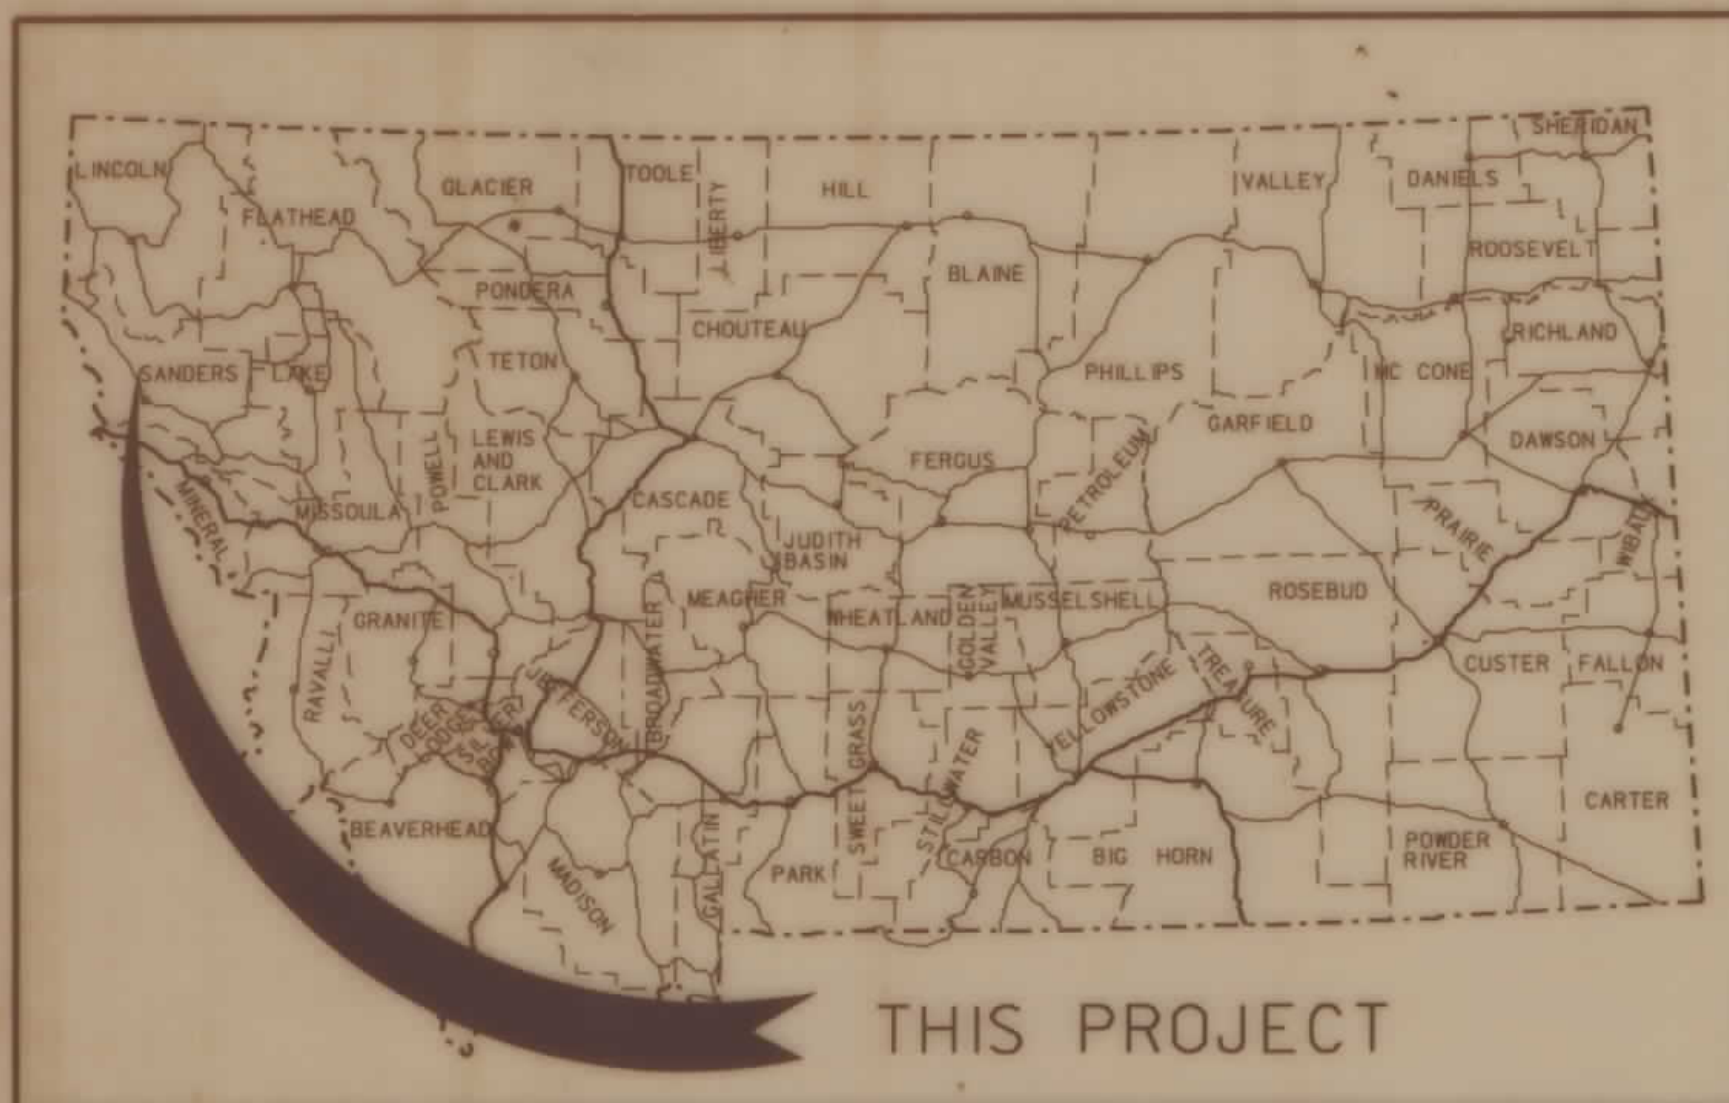 SHERIDAN
LINCOLN
GLACIER
TOOLE
LIBERTY
HILL
VALLEY
DANIELS
FLATHEAD
ROOSEVELT
BLAINE
PONDERA
CHOUTEAU
RICHLAND
SANDERS
LAKE
TETON
PHILLIPS
MC CONE
GARFIELD
LEWIS
AND
CLARK
POWELL
FERGUS
PETROLEUM
DAWSON
MINERAL
MISSOULA
CASCADE
PRAIRIE
WIBAUX
JUDITH
BASIN
MEAGHER
WHEATLAND
GOLDEN
VALLEY
MUSSELSHELL
ROSEBUD
GRANITE
RAVALLI
BROADWATER
JEFFERSON
TREASURE
CUSTER
FALLON
DEER
LODGE
SILVER
BOW
YELLOWSTONE
SWEET GRASS
STILLWATER
BEAVERHEAD
MADISON
GALLATIN
PARK
CARBON
BIG HORN
POWDER
RIVER
CARTER
THIS PROJECT